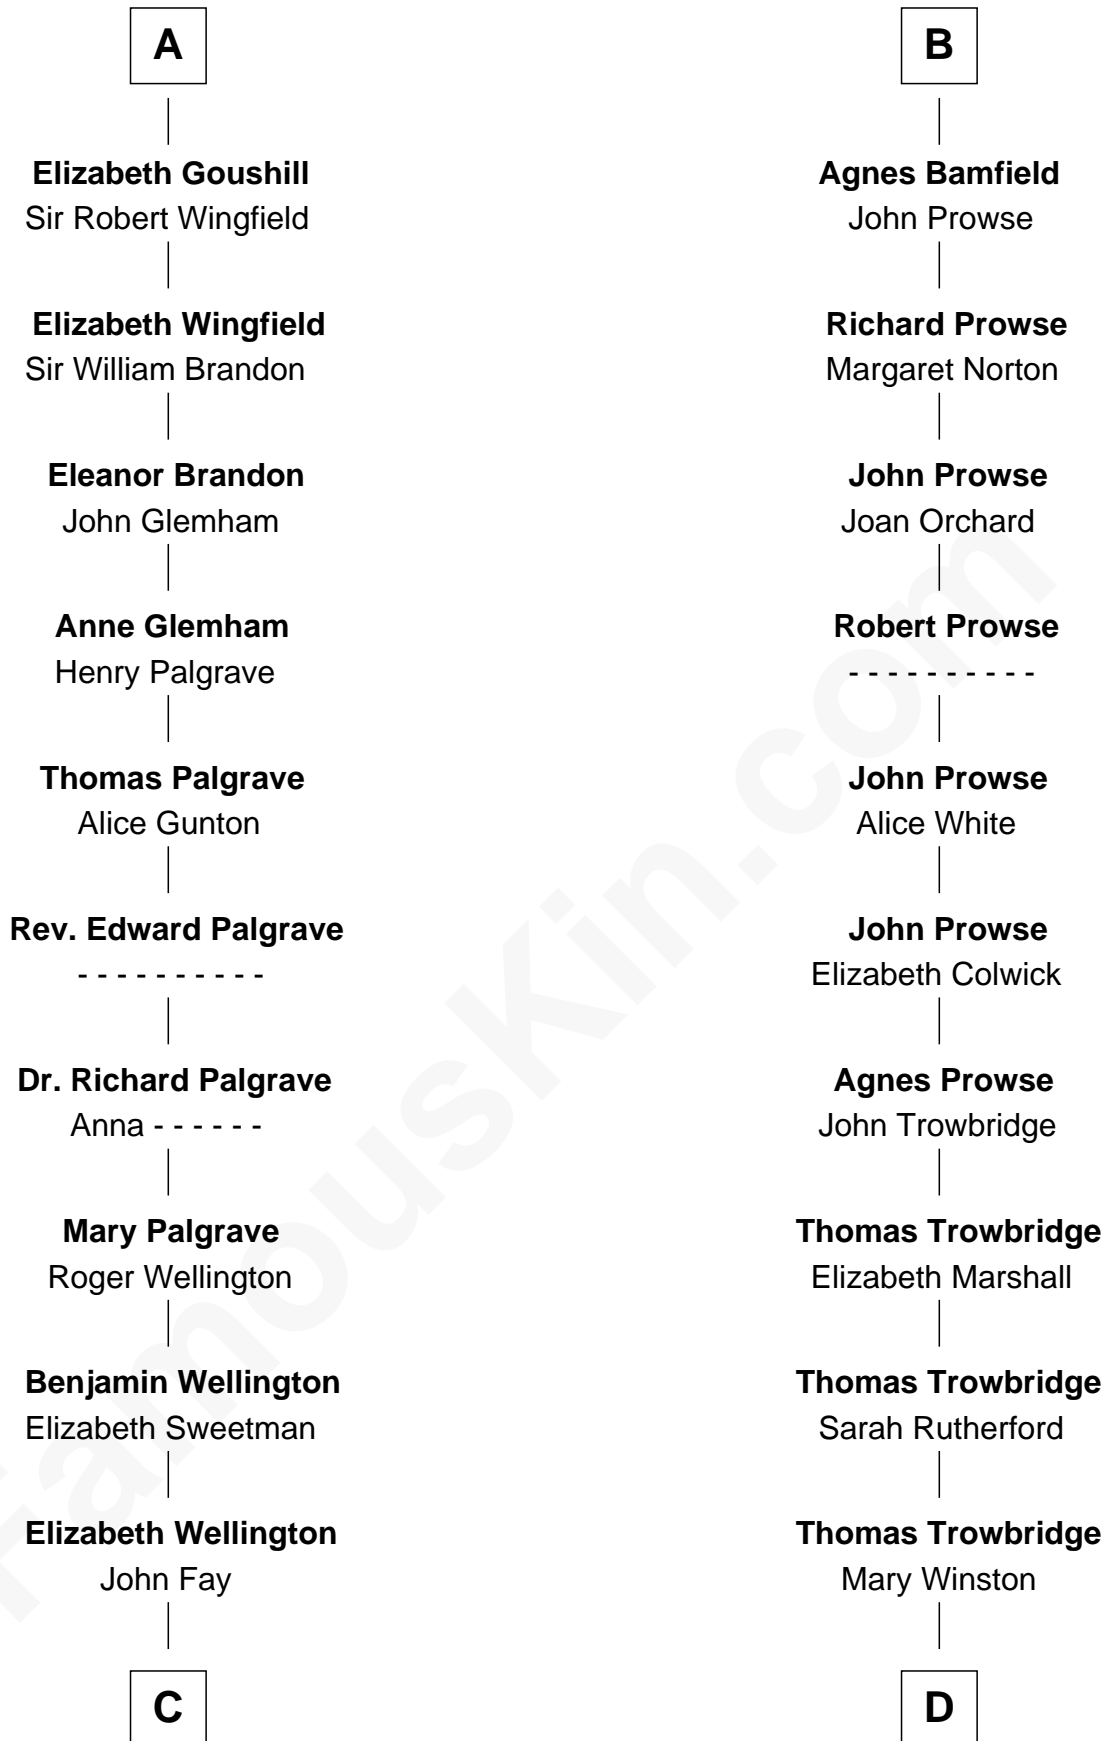 A
Elizabeth Goushill
Sir Robert Wingfield
Elizabeth Wingfield
Sir William Brandon
Eleanor Brandon
John Glemham
Anne Glemham
Henry Palgrave
Thomas Palgrave
Alice Gunton
Rev. Edward Palgrave
- - - - - - - - - -
Dr. Richard Palgrave
Anna - - - - - -
Mary Palgrave
Roger Wellington
Benjamin Wellington
Elizabeth Sweetman
Elizabeth Wellington
John Fay
C
B
Agnes Bamfield
John Prowse
Richard Prowse
Margaret Norton
John Prowse
Joan Orchard
Robert Prowse
- - - - - - - - - -
John Prowse
Alice White
John Prowse
Elizabeth Colwick
Agnes Prowse
John Trowbridge
Thomas Trowbridge
Elizabeth Marshall
Thomas Trowbridge
Sarah Rutherford
Thomas Trowbridge
Mary Winston
D
FamousKin.com